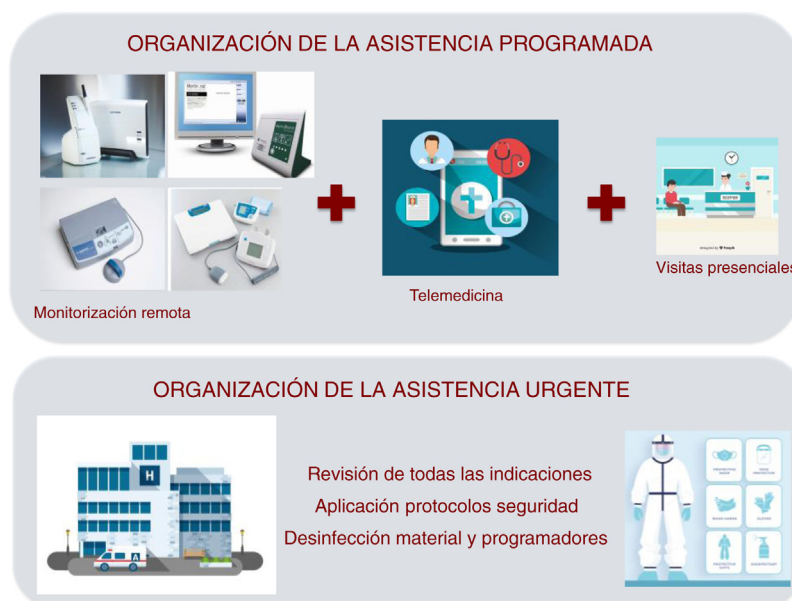 ORGANIZACIÓN DE LA ASISTENCIA PROGRAMADA
Monitorización remota
Telemedicina
Visitas presenciales
ORGANIZACIÓN DE LA ASISTENCIA URGENTE
H
A
Revisión de todas las indicaciones
Aplicación protocolos seguridad
Desinfección material y programadores